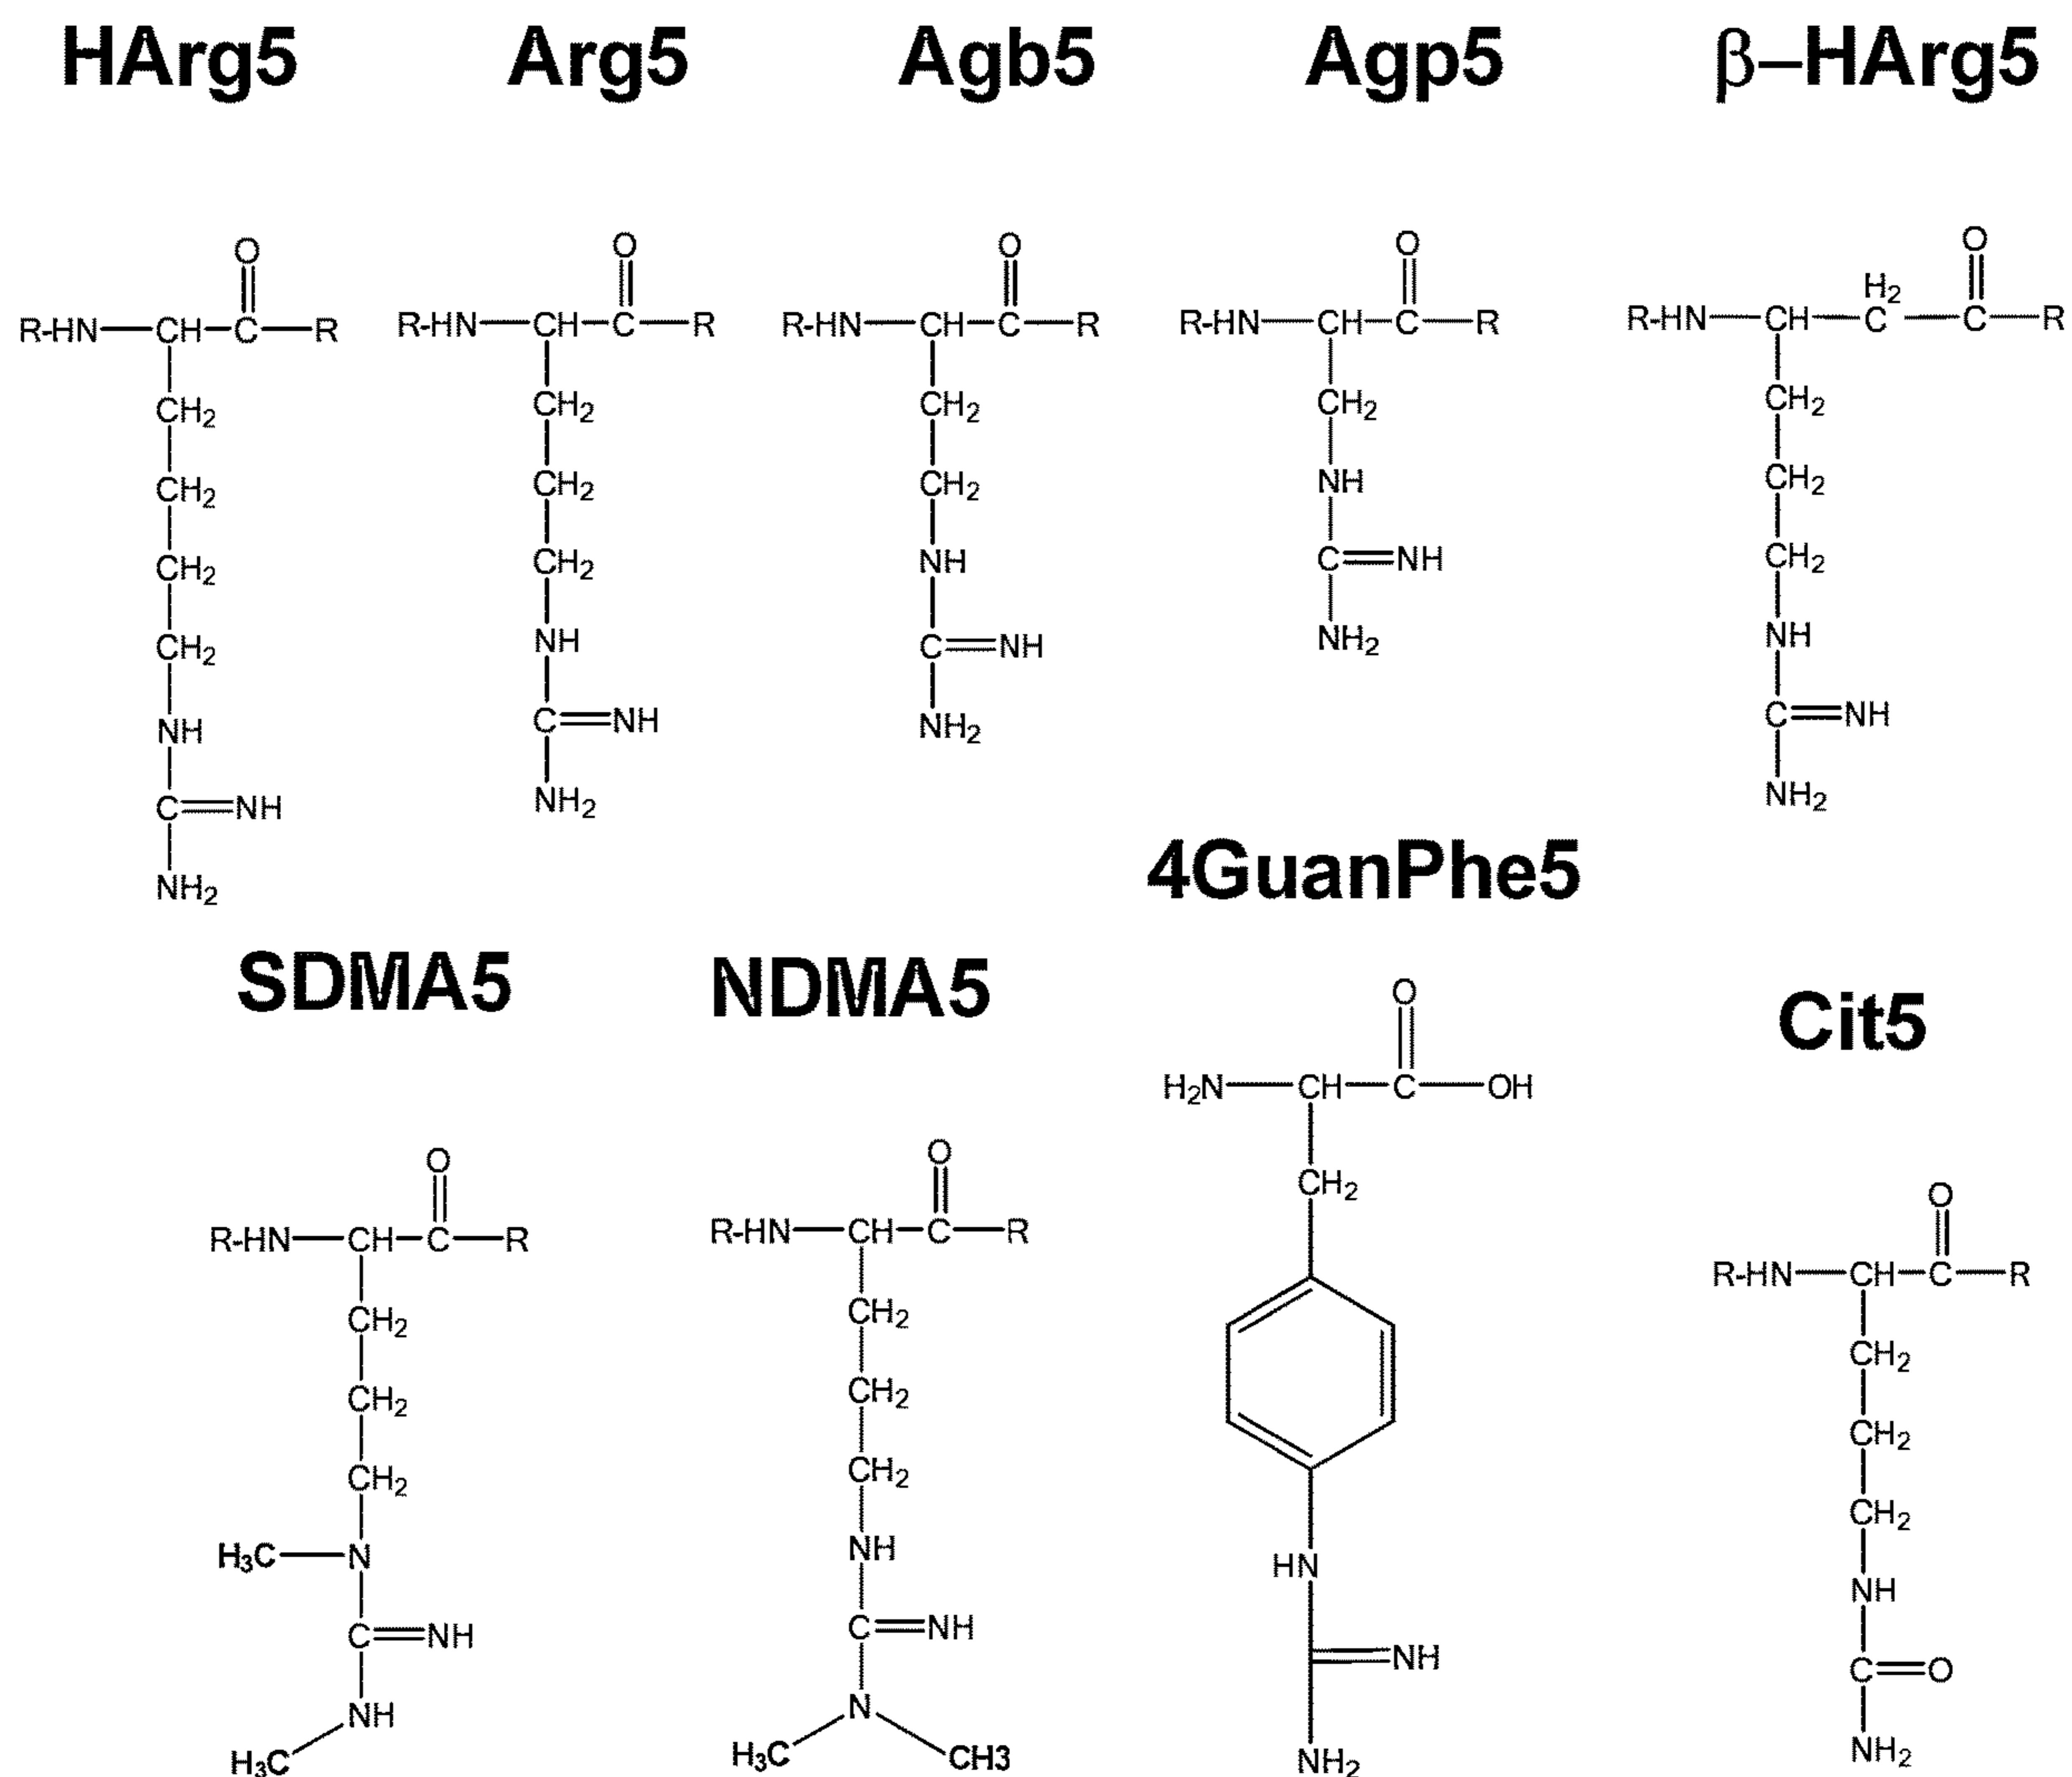 HArg5 Arg5 Agb5 Agp5 β–HArg5
O O O O O
H₂
R-HN CH C R R-HN CH C R R-HN CH C R R-HN CH C R R-HN CH C C R
CH₂ CH₂ CH₂ CH₂ CH₂
CH₂ CH₂ CH₂ NH CH₂
CH₂ CH₂ NH C NH CH₂
CH₂ NH C NH NH₂ NH
NH C NH NH₂ C NH
C NH NH₂ NH₂
NH₂
4GuanPhe5
SDMA5 NDMA5 Cit5
O
H₂N CH C OH
O O CH₂ O
R-HN CH C R R-HN CH C R R-HN CH C R
CH₂ CH₂ CH₂
CH₂ CH₂ CH₂
CH₂ CH₂ CH₂
H₃C N NH HN NH
C NH C NH NH C O
NH N NH₂ NH₂
H₃C H₃C CH3